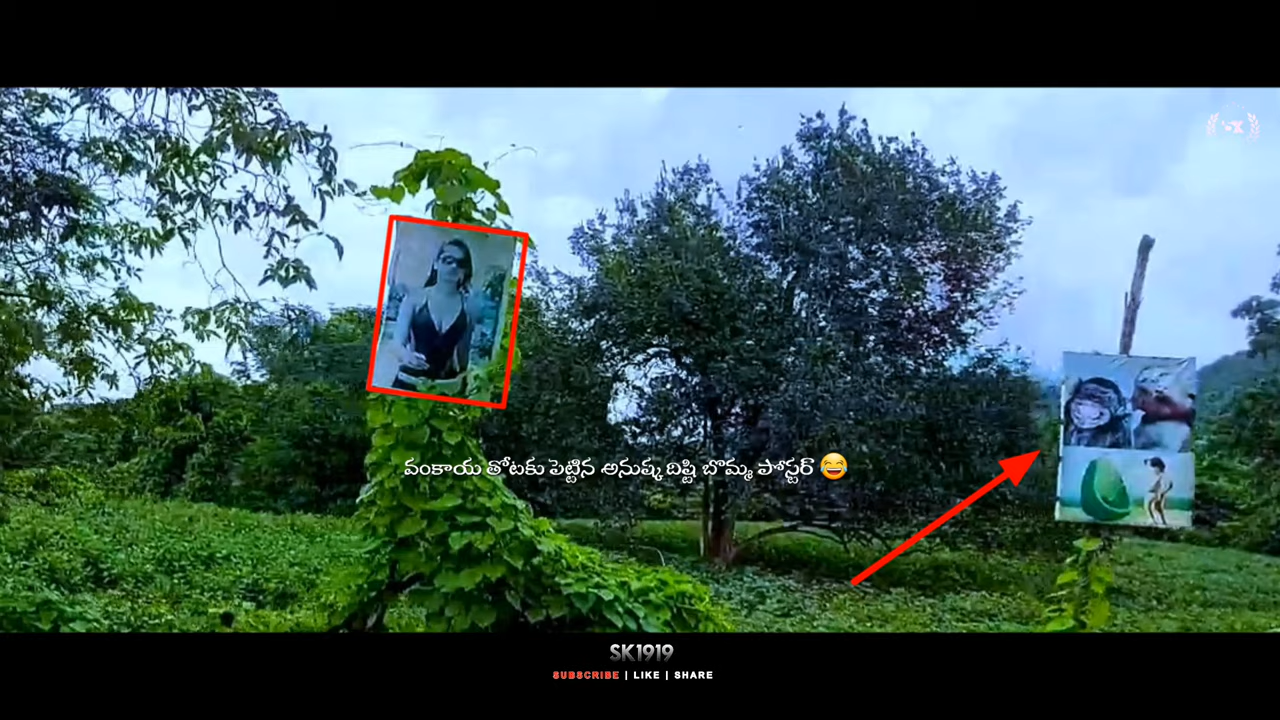 వంకాయ తోటకు పెట్టిన అనుష్క దిష్టి బొమ్మ పోస్టర్ 😂
SK1919
SUBSCRIBE | LIKE | SHARE